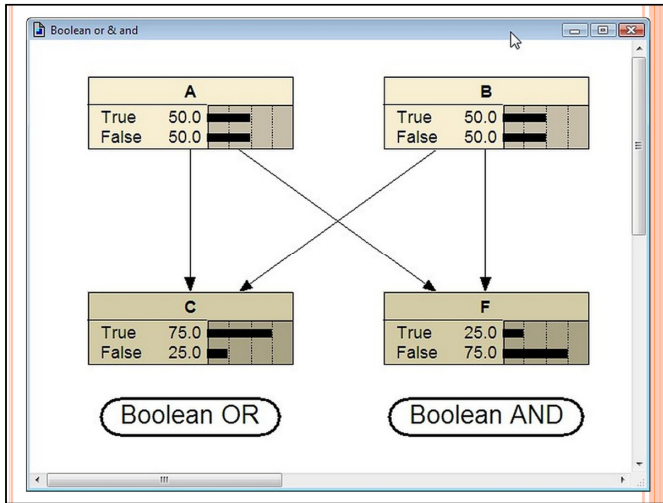 Boolean or & and
A
True 50.0
False 50.0
B
True 50.0
False 50.0
C
True 75.0
False 25.0
F
True 25.0
False 75.0
Boolean OR
Boolean AND